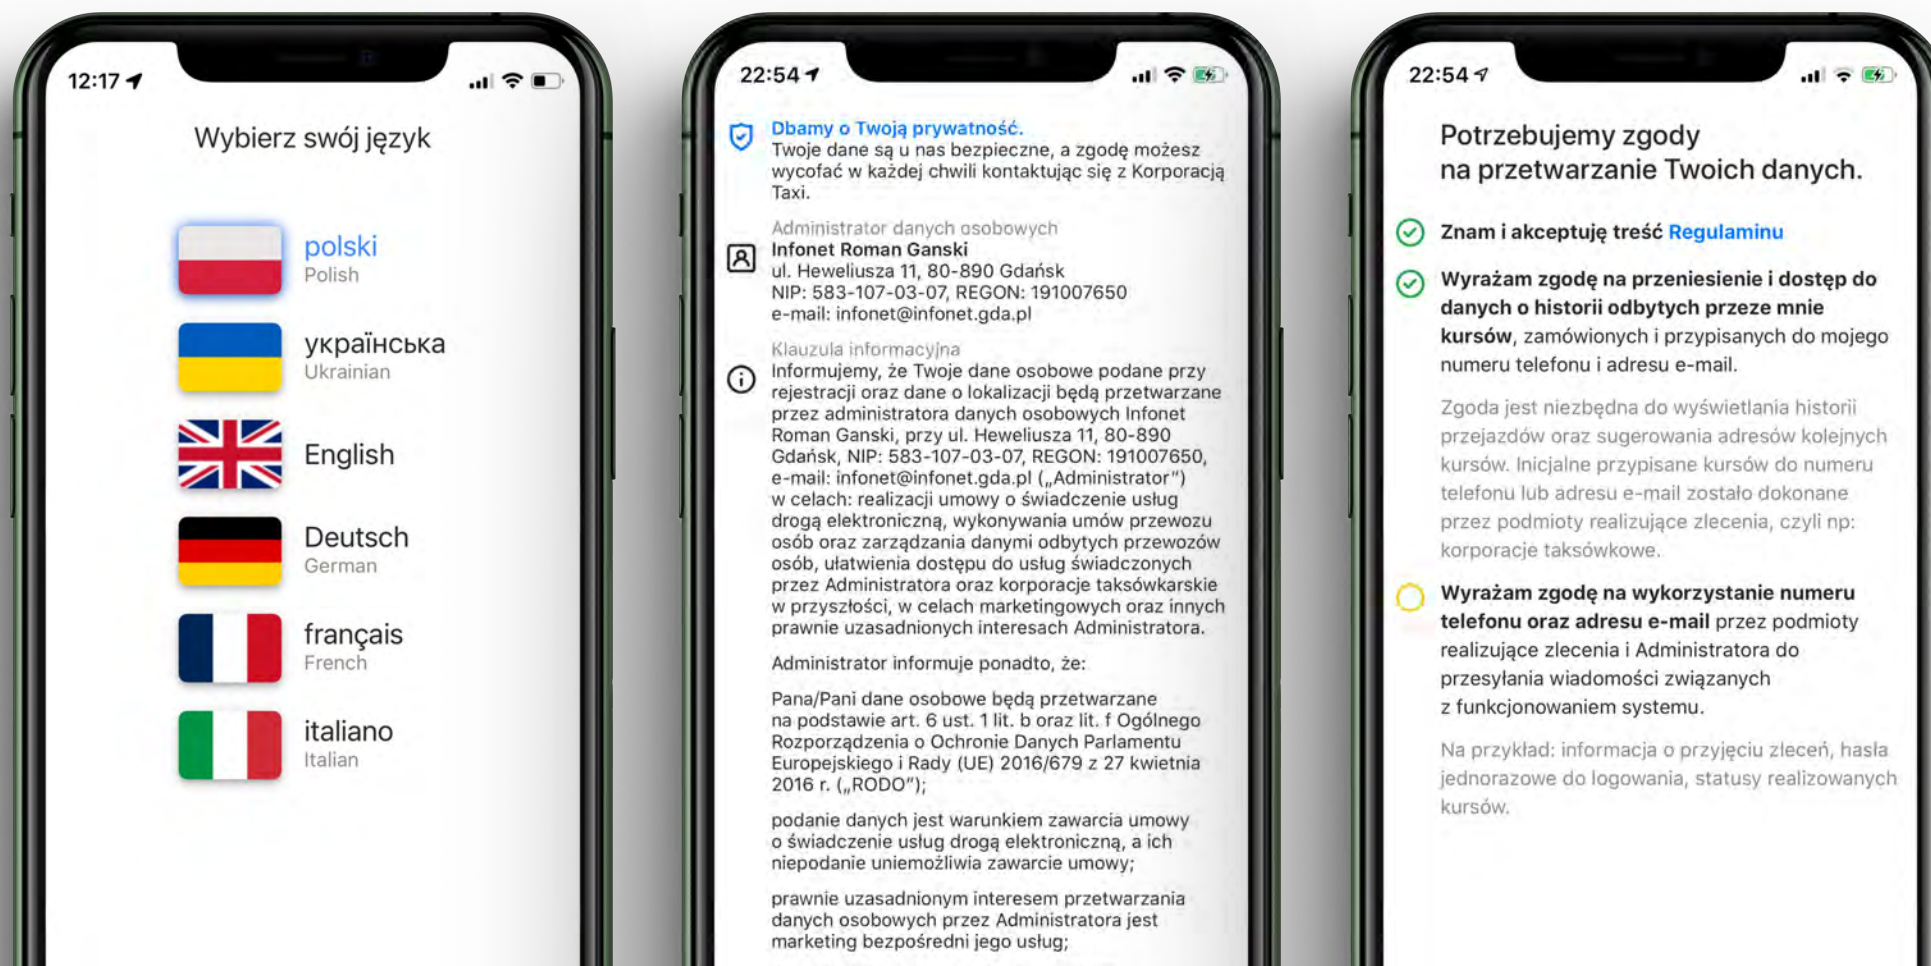 12:17
Wybierz swój język
polski
Polish
українська
Ukrainian
English
Deutsch
German
français
French
italiano
Italian
22:54
Dbamy o Twoją prywatność.
Twoje dane są u nas bezpieczne, a zgodę możesz
wycofać w każdej chwili kontaktując się z Korporacją
Taxi.
Administrator danych osobowych
Infonet Roman Ganski
ul. Heweliusza 11, 80-890 Gdańsk
NIP: 583-107-03-07, REGON: 191007650
e-mail: infonet@infonet.gda.pl
Klauzula informacyjna
Informujemy, że Twoje dane osobowe podane przy
rejestracji oraz dane o lokalizacji będą przetwarzane
przez administratora danych osobowych Infonet
Roman Ganski, przy ul. Heweliusza 11, 80-890
Gdańsk, NIP: 583-107-03-07, REGON: 191007650,
e-mail: infonet@infonet.gda.pl („Administrator”)
w celach: realizacji umowy o świadczenie usług
drogą elektroniczną, wykonywania umów przewozu
osób oraz zarządzania danymi odbytych przewozów
osób, ułatwienia dostępu do usług świadczonych
przez Administratora oraz korporacje taksówkarskie
w przyszłości, w celach marketingowych oraz innych
prawnie uzasadnionych interesach Administratora.
Administrator informuje ponadto, że:
Pana/Pani dane osobowe będą przetwarzane
na podstawie art. 6 ust. 1 lit. b oraz lit. f Ogólnego
Rozporządzenia o Ochronie Danych Parlamentu
Europejskiego i Rady (UE) 2016/679 z 27 kwietnia
2016 r. („RODO”);
podanie danych jest warunkiem zawarcia umowy
o świadczenie usług drogą elektroniczną, a ich
niepodanie uniemożliwia zawarcie umowy;
prawnie uzasadnionym interesem przetwarzania
danych osobowych przez Administratora jest
marketing bezpośredni jego usług;
22:54
Potrzebujemy zgody
na przetwarzanie Twoich danych.
Znam i akceptuję treść Regulaminu
Wyrażam zgodę na przeniesienie i dostęp do
danych o historii odbytych przeze mnie
kursów, zamówionych i przypisanych do mojego
numeru telefonu i adresu e-mail.
Zgoda jest niezbędna do wyświetlania historii
przejazdów oraz sugerowania adresów kolejnych
kursów. Inicjalne przypisane kursów do numeru
telefonu lub adresu e-mail zostało dokonane
przez podmioty realizujące zlecenia, czyli np:
korporacje taksówkowe.
Wyrażam zgodę na wykorzystanie numeru
telefonu oraz adresu e-mail przez podmioty
realizujące zlecenia i Administratora do
przesyłania wiadomości związanych
z funkcjonowaniem systemu.
Na przykład: informacja o przyjęciu zleceń, hasła
jednorazowe do logowania, statusy realizowanych
kursów.